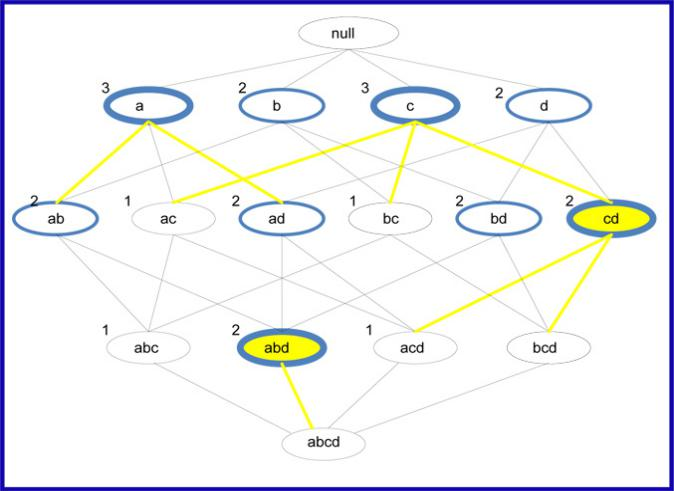 null
3 a 2 b 3 c 2 d
2 ab 1 ac 2 ad 1 bc 2 bd 2 cd
1 abc 2 abd 1 acd bcd
abcd